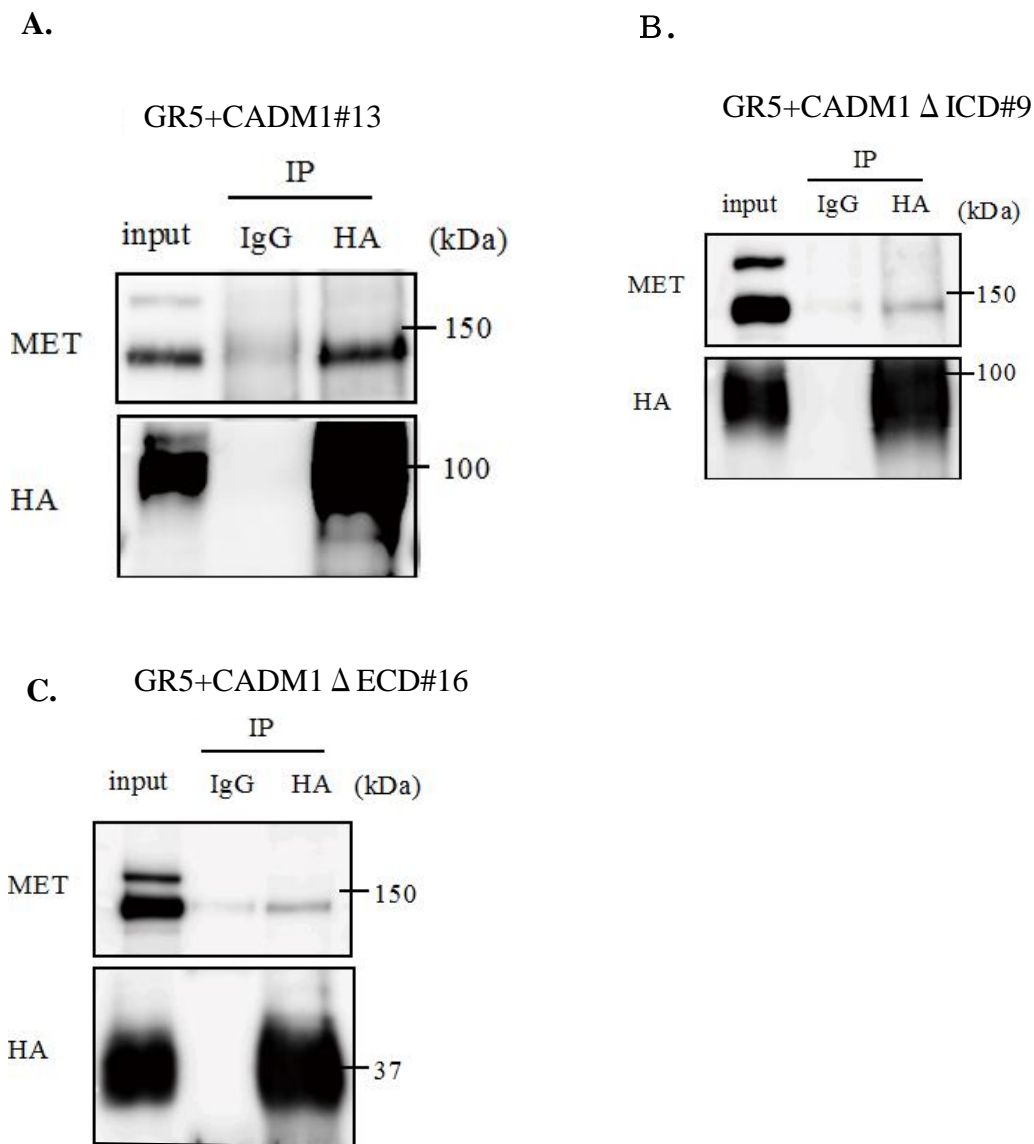 A.
GR5+CADM1#13
IP
input IgG HA (kDa)
MET
150
HA
100
B.
GR5+CADM1 Δ ICD#9
IP
input IgG HA (kDa)
MET
150
HA
100
C.
GR5+CADM1 Δ ECD#16
IP
input IgG HA (kDa)
MET
150
HA
37